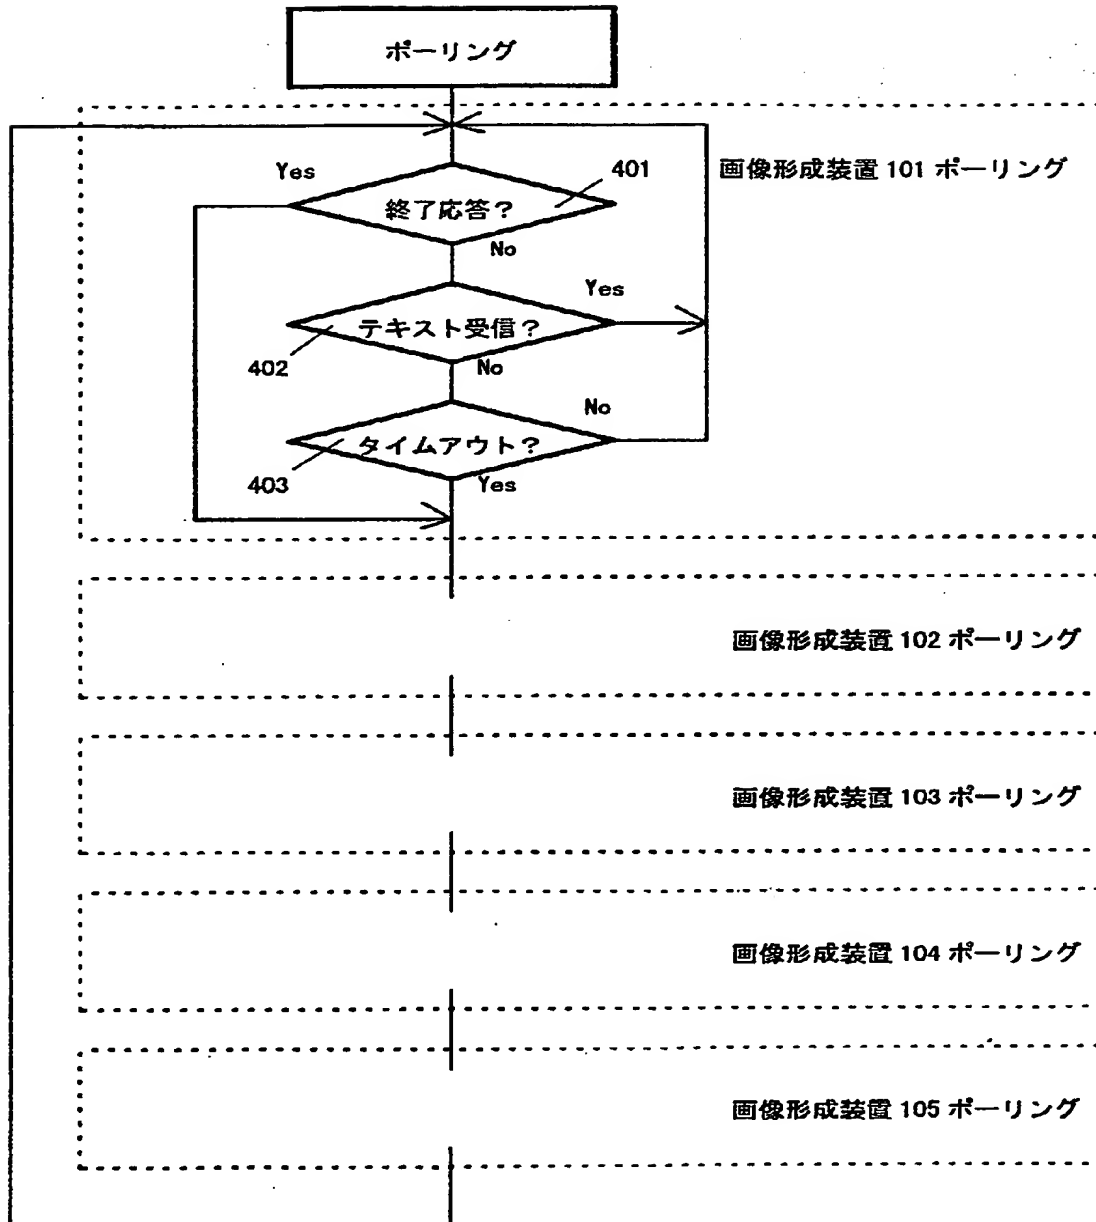 ポーリング
画像形成装置 101 ポーリング
Yes
401
終了応答?
No
Yes
テキスト受信?
402
No
No
タイムアウト?
403
Yes
画像形成装置 102 ポーリング
画像形成装置 103 ポーリング
画像形成装置 104 ポーリング
画像形成装置 105 ポーリング